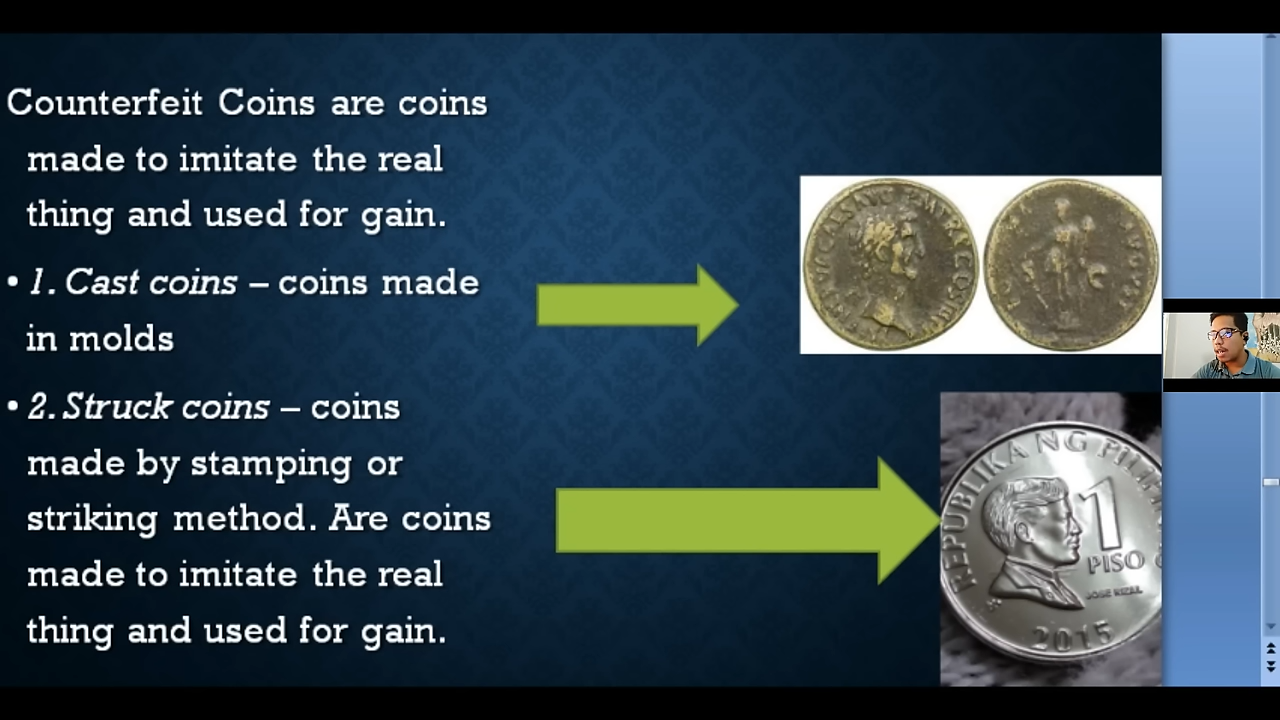 Counterfeit Coins are coins
made to imitate the real
thing and used for gain.
• 1. Cast coins – coins made
in molds
• 2. Struck coins – coins
made by stamping or
striking method. Are coins
made to imitate the real
thing and used for gain.
REPUBLIKA NG
1
PISO
JOSE RIZAL
2015